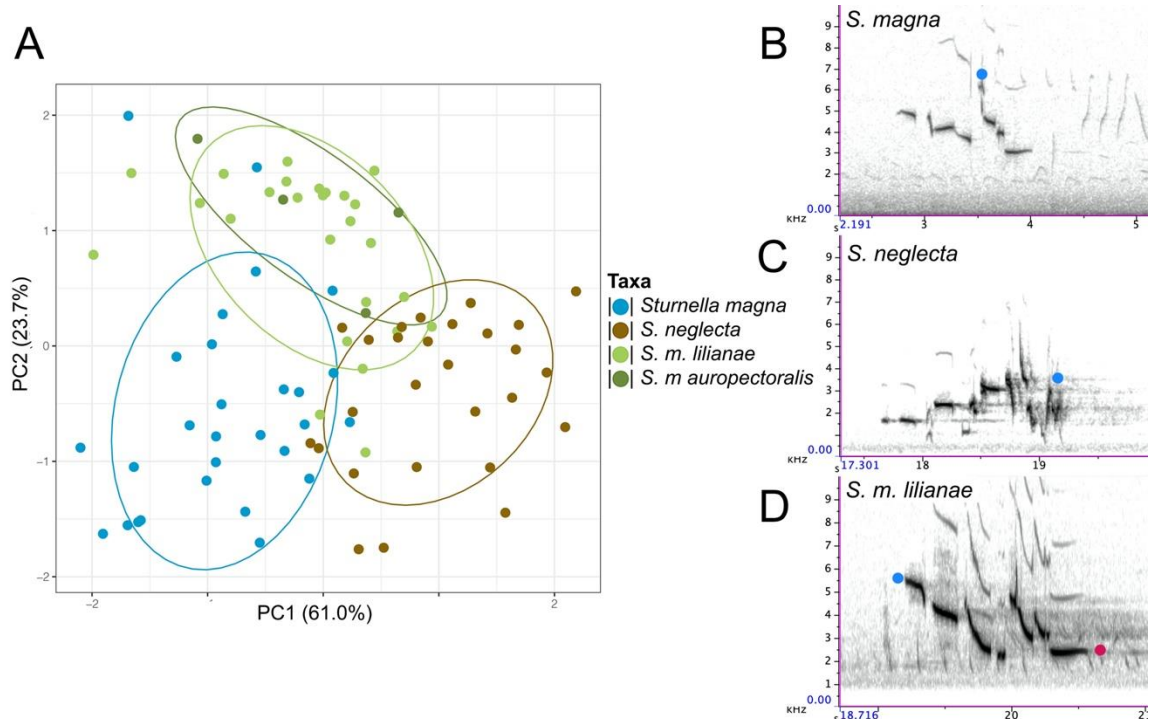 A
PC2 (23.7%)
2
1
0
−1
−2
−2
2
PC1 (61.0%)
Taxa
Sturnella magna
S. neglecta
S. m. lilianae
S. m auropectoralis
B
S. magna
9
8
7
6
5
4
3
2
0.00
KHz
s 2.191
3
4
5
C
S. neglecta
9
8
7
6
5
4
3
2
0.00
KHz
s 17.301
18
19
D
S. m. lilianae
9
8
7
6
5
4
3
2
1
0.00
KHz
s 18.716
20